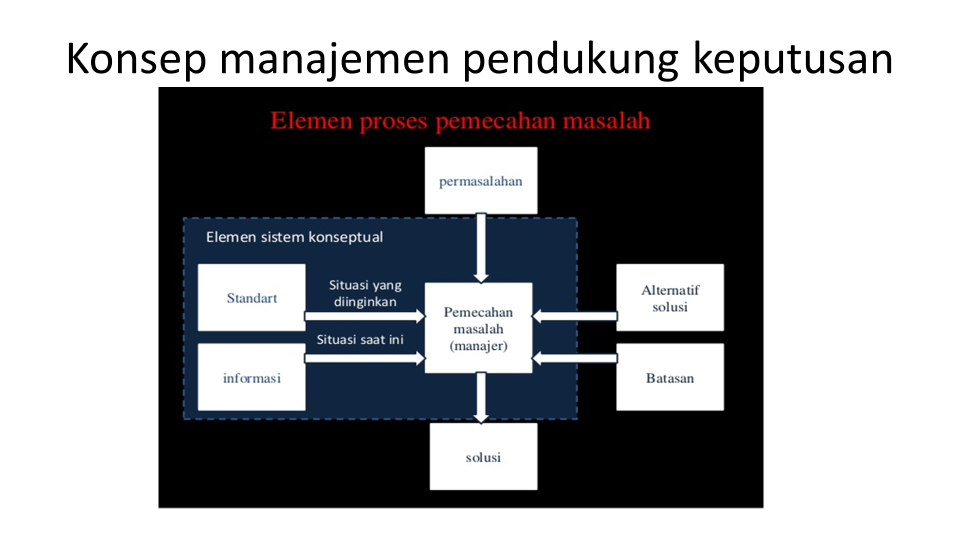 Konsep manajemen pendukung keputusan
Elemen proses pemecahan masalah
permasalahan
Elemen sistem konseptual
Standart
Situasi yang
diinginkan
Pemecahan
masalah
(manajer)
Alternatif
solusi
Situasi saat ini
informasi
Batasan
solusi